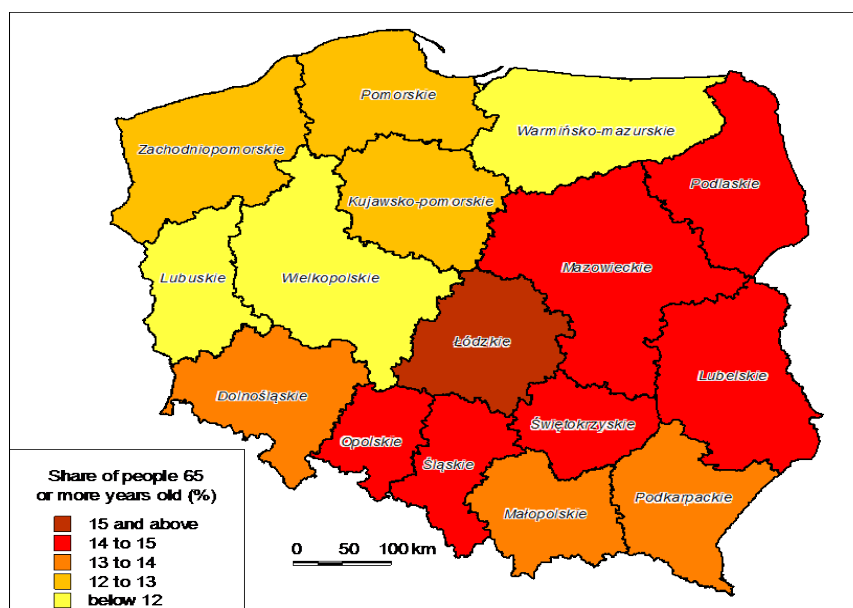 Pomorskie
Warmińsko-mazurskie
Zachodniopomorskie
Podlaskie
Kujawsko-pomorskie
Mazowieckie
Lubuskie
Wielkopolskie
Łódzkie
Lubelskie
Dolnośląskie
Świętokrzyskie
Opolskie
Śląskie
Podkarpackie
Małopolskie
Share of people 65
or more years old (%)
15 and above
14 to 15
13 to 14
12 to 13
below 12
0 50 100 km